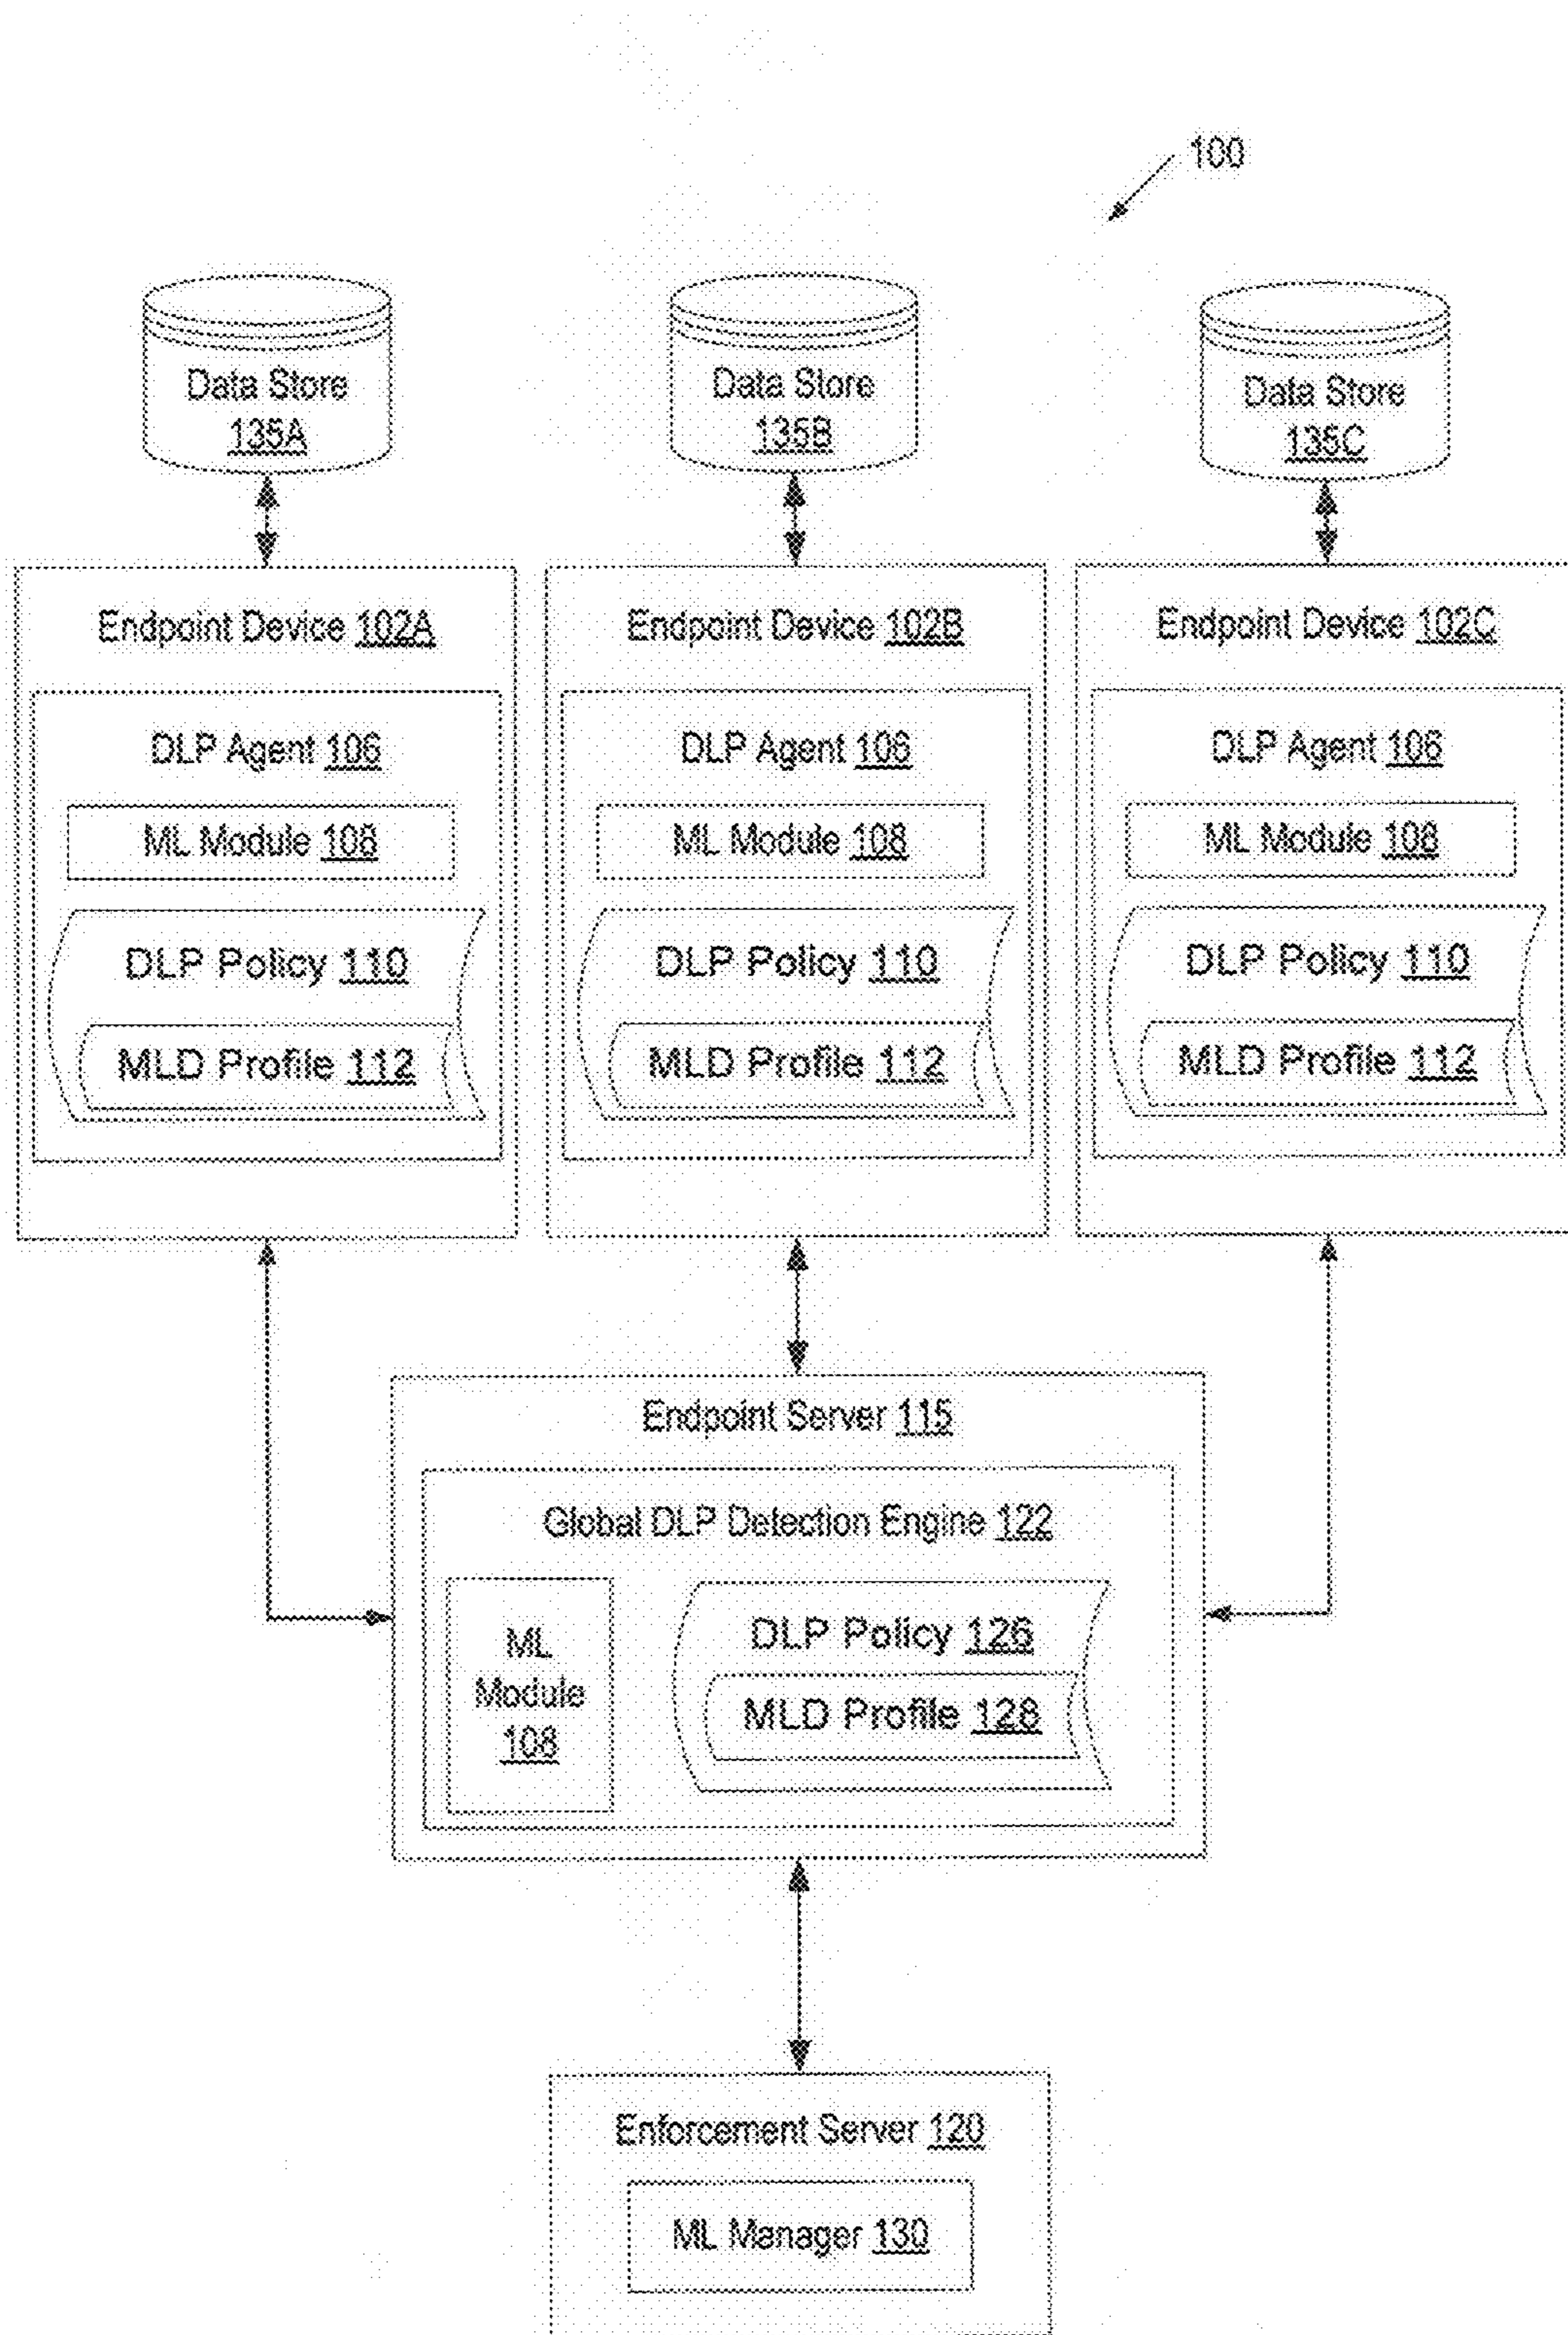 100
Data Store
135A
Data Store
135B
Data Store
135C
Endpoint Device 102A
DLP Agent 106
ML Module 108
DLP Policy 110
MLD Profile 112
Endpoint Device 102B
DLP Agent 106
ML Module 108
DLP Policy 110
MLD Profile 112
Endpoint Device 102C
DLP Agent 106
ML Module 108
DLP Policy 110
MLD Profile 112
Endpoint Server 115
Global DLP Detection Engine 122
ML
Module
108
DLP Policy 126
MLD Profile 128
Enforcement Server 120
ML Manager 130